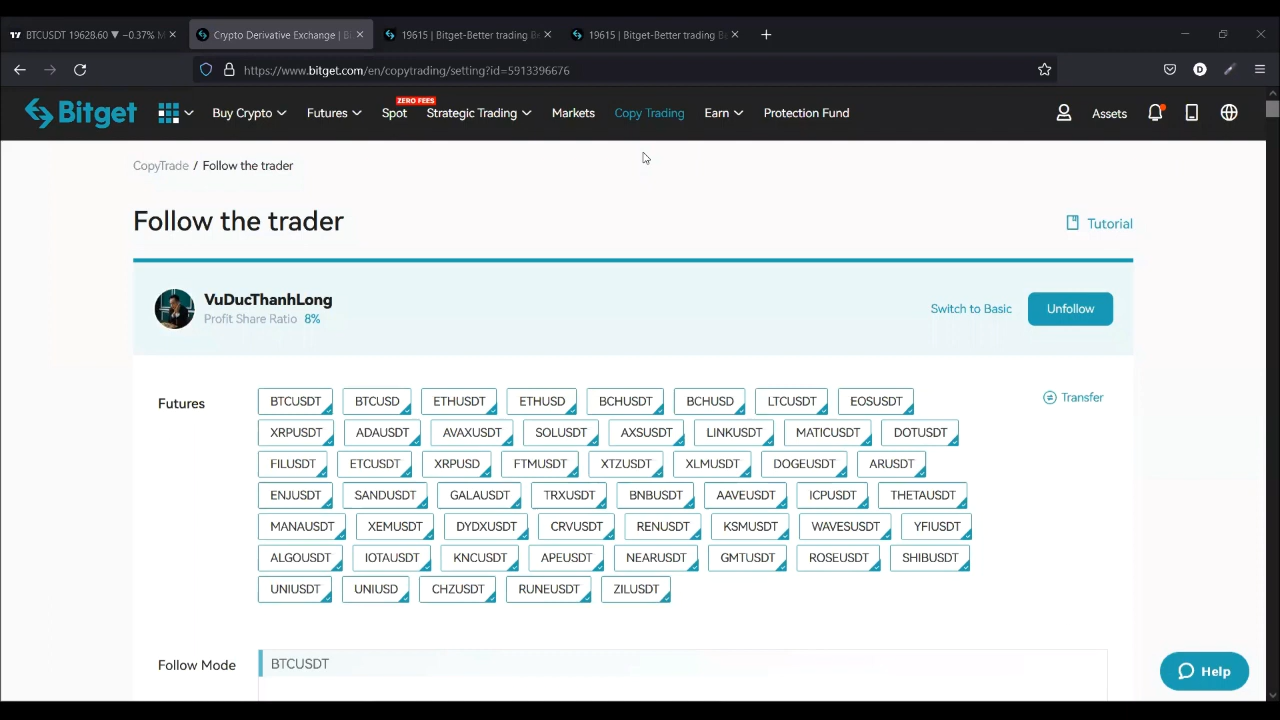 BTCUSDT 19628.60 ▼ −0.37%
Crypto Derivative Exchange |
19615 | Bitget-Better trading
19615 | Bitget-Better trading
https://www.bitget.com/en/copytrading/setting?id=5913396676
D
Bitget
Buy Crypto
Futures
Spot
ZERO FEES
Strategic Trading
Markets
Copy Trading
Earn
Protection Fund
Assets
CopyTrade / Follow the trader
Follow the trader
Tutorial
VuDucThanhLong
Profit Share Ratio 8%
Switch to Basic
Unfollow
Futures
Transfer
BTCUSDT BTCUSD ETHUSDT ETHUSD BCHUSDT BCHUSD LTCUSDT EOSUSDT
XRPUSDT ADAUSDT AVAXUSDT SOLUSDT AXSUSDT LINKUSDT MATICUSDT DOTUSDT
FILUSDT ETCUSDT XRPUSD FTMUSDT XTZUSDT XLMUSDT DOGEUSDT ARUSDT
ENJUSDT SANDUSDT GALAUSDT TRXUSDT BNBUSDT AAVEUSDT ICPUSDT THETAUSDT
MANAUSDT XEMUSDT DYDXUSDT CRVUSDT RENUSDT KSMUSDT WAVESUSDT YFIUSDT
ALGOUSDT IOTAUSDT KNCUSDT APEUSDT NEARUSDT GMTUSDT ROSEUSDT SHIBUSDT
UNIUSDT UNIUSD CHZUSDT RUNEUSDT ZILUSDT
Follow Mode
BTCUSDT
Help